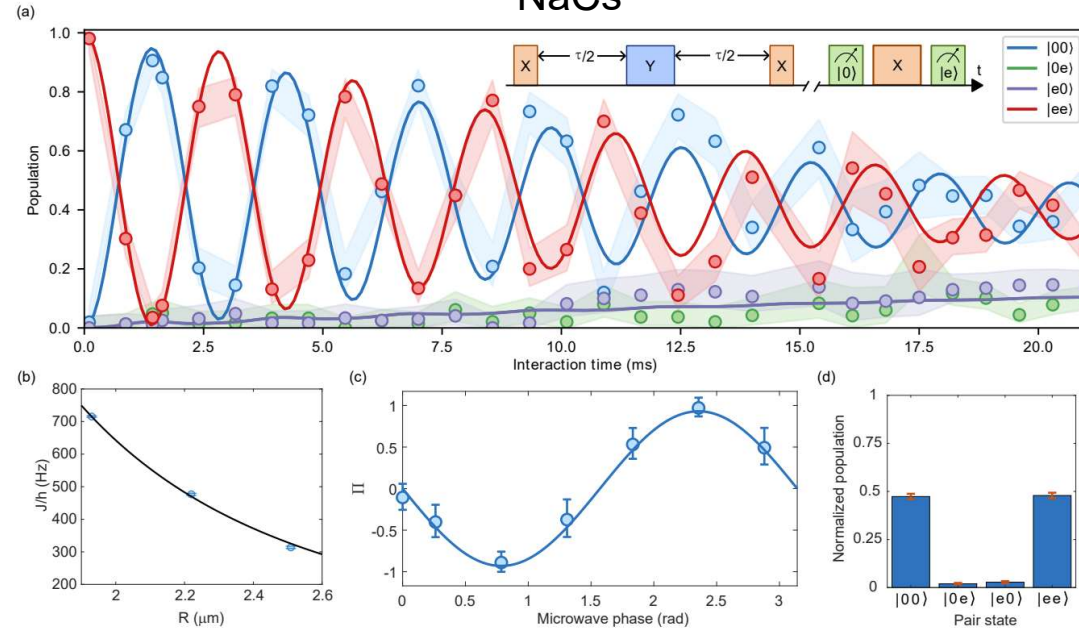 NaCs
(a)
1.0
0.8
0.6
0.4
0.2
0.0
Population
X
τ/2
Y
τ/2
X
|0⟩
X
|e⟩
t
|00⟩
|0e⟩
|e0⟩
|ee⟩
0.0 2.5 5.0 7.5 10.0 12.5 15.0 17.5 20.0
Interaction time (ms)
(b)
800
700
600
500
400
300
200
J/h (Hz)
2 2.2 2.4 2.6
R (μm)
(c)
1
0.5
0
-0.5
-1
Π
0 0.5 1 1.5 2 2.5 3
Microwave phase (rad)
(d)
1
0.75
0.5
0.25
0
Normalized population
|00⟩ |0e⟩ |e0⟩ |ee⟩
Pair state